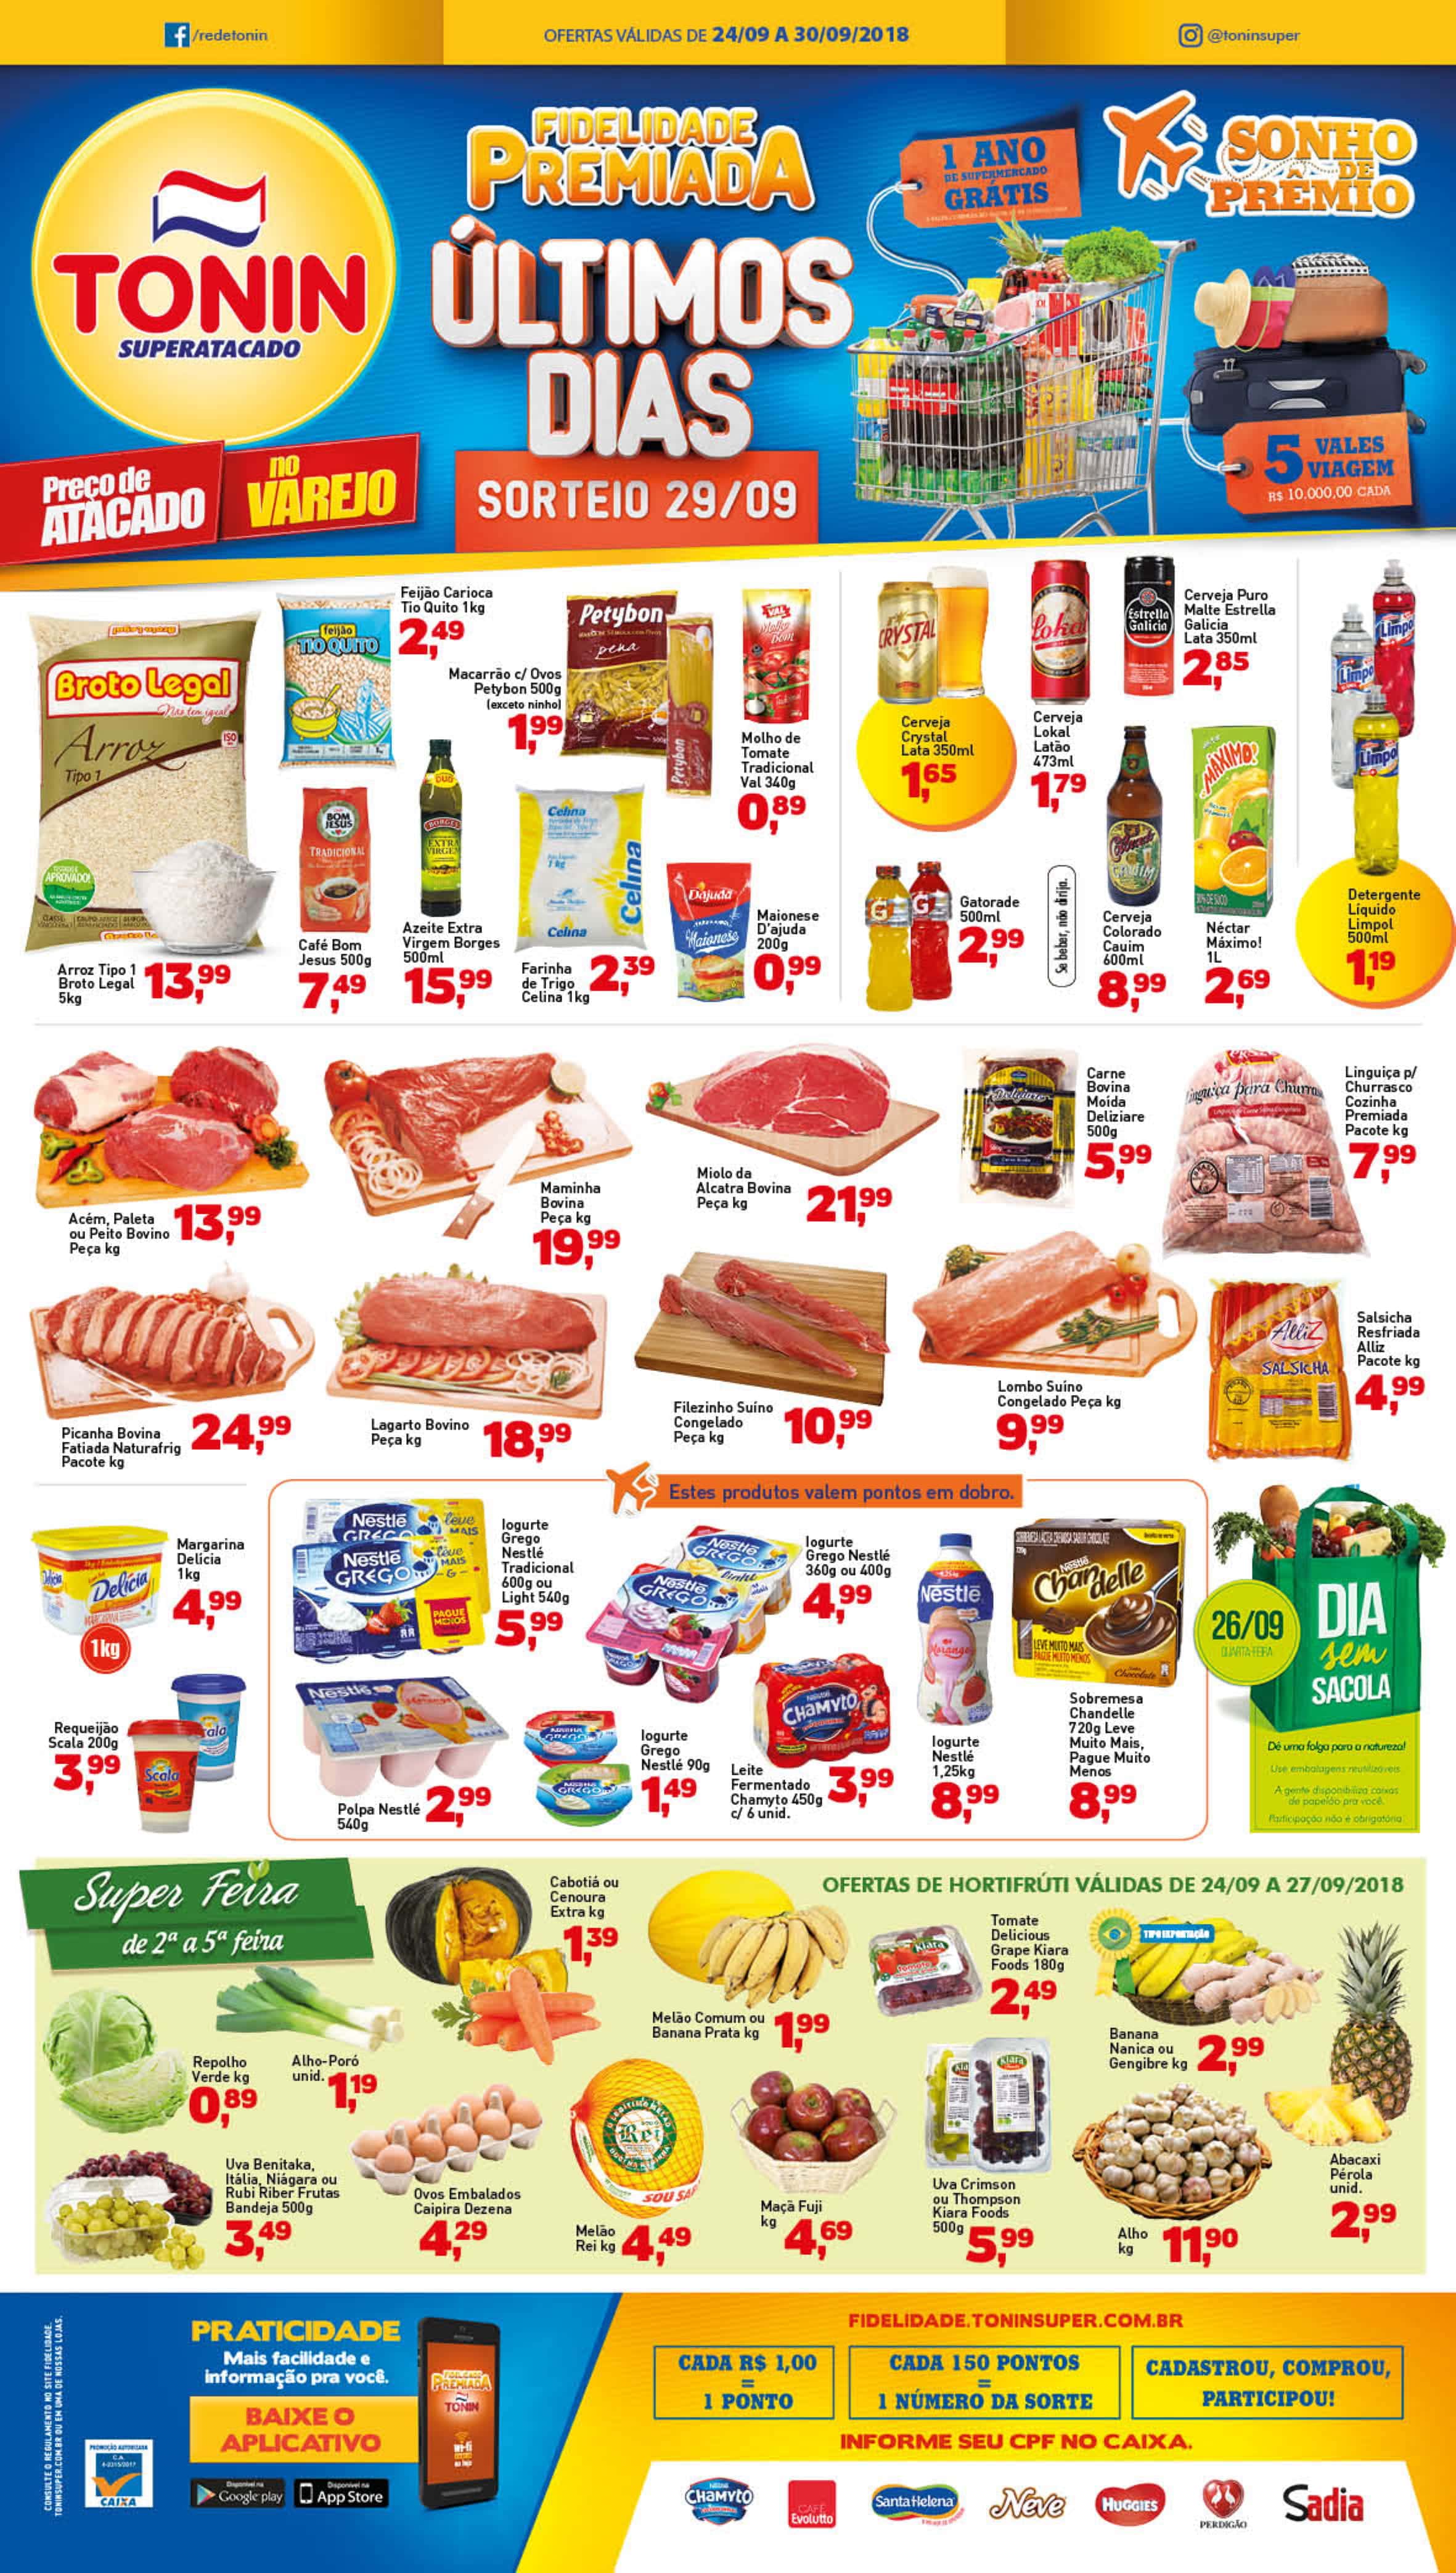 /redetonin
OFERTAS VÁLIDAS DE 24/09 A 30/09/2018
@toninsuper
TONIN
SUPERATACADO
Preço de
ATACADO
no
VAREJO
FIDELIDADE
PREMIADA
ÚLTIMOS
DIAS
SORTEIO 29/09
1 ANO
DE SUPERMERCADO
GRÁTIS
SONHO
DE
PRÊMIO
5 VALES
VIAGEM
R$ 10.000,00 CADA
Arroz Tipo 1
Broto Legal
5kg
13,99
Feijão Carioca
Tio Quito 1kg
2,49
Café Bom
Jesus 500g
7,49
Macarrão c/ Ovos
Petybon 500g
(exceto ninho)
1,99
Azeite Extra
Virgem Borges
500ml
15,99
Farinha
de Trigo
Celina 1kg
2,39
Molho de
Tomate
Tradicional
Val 340g
0,89
Maionese
D'ajuda
200g
0,99
Cerveja
Crystal
Lata 350ml
1,65
Cerveja
Lokal
Latão
473ml
1,79
Cerveja Puro
Malte Estrella
Galicia
Lata 350ml
2,85
Gatorade
500ml
2,99
Se beber, não dirija.
Cerveja
Colorado
Cauim
600ml
8,99
Néctar
Máximo!
1L
2,69
Detergente
Líquido
Limpol
500ml
1,19
Acém, Paleta
ou Peito Bovino
Peça kg
13,99
Maminha
Bovina
Peça kg
19,99
Miolo da
Alcatra Bovina
Peça kg
21,99
Carne
Bovina
Moída
Deliziare
500g
5,99
Linguiça p/
Churrasco
Cozinha
Premiada
Pacote kg
7,99
Picanha Bovina
Fatiada Naturafrig
Pacote kg
24,99
Lagarto Bovino
Peça kg
18,99
Filezinho Suíno
Congelado
Peça kg
10,99
Lombo Suíno
Congelado Peça kg
9,99
Salsicha
Resfriada
Alliz
Pacote kg
4,99
Margarina
Delícia
1kg
4,99
1kg
Requeijão
Scala 200g
3,99
Estes produtos valem pontos em dobro.
Iogurte
Grego
Nestlé
Tradicional
600g ou
Light 540g
5,99
Iogurte
Grego Nestlé
360g ou 400g
4,99
Polpa Nestlé
540g
2,99
Iogurte
Grego
Nestlé 90g
1,49
Leite
Fermentado
Chamyto 450g
c/ 6 unid.
3,99
Iogurte
Nestlé
1,25kg
8,99
Sobremesa
Chandelle
720g Leve
Muito Mais,
Pague Muito
Menos
8,99
26/09
QUARTA-FEIRA
DIA
sem
SACOLA
Dê uma folga para a natureza!
Use embalagens reutilizáveis.
A gente disponibiliza caixas
de papelão pra você.
Participação não é obrigatória.
Super Feira
de 2ª a 5ª feira
OFERTAS DE HORTIFRÚTI VÁLIDAS DE 24/09 A 27/09/2018
Repolho
Verde kg
0,89
Alho-Poró
unid.
1,19
Cabotiá ou
Cenoura
Extra kg
1,39
Melão Comum ou
Banana Prata kg
1,99
Tomate
Delicious
Grape Kiara
Foods 180g
2,49
TIPO EXPORTAÇÃO
Banana
Nanica ou
Gengibre kg
2,99
Uva Benitaka,
Itália, Niágara ou
Rubi Riber Frutas
Bandeja 500g
3,49
Ovos Embalados
Caipira Dezena
4,29
Melão
Rei kg
4,49
Maçã Fuji
kg
4,69
Uva Crimson
ou Thompson
Kiara Foods
500g
5,99
Alho
kg
11,90
Abacaxi
Pérola
unid.
2,99
CONSULTE O REGULAMENTO NO SITE FIDELIDADE.
TONINSUPER.COM.BR OU EM UMA DE NOSSAS LOJAS.
PROMOÇÃO AUTORIZADA
CAIXA
PRATICIDADE
Mais facilidade e
informação pra você.
BAIXE O
APLICATIVO
Disponível na
Google play
Disponível na
App Store
FIDELIDADE.TONINSUPER.COM.BR
CADA R$ 1,00
=
1 PONTO
CADA 150 PONTOS
=
1 NÚMERO DA SORTE
CADASTROU, COMPROU,
PARTICIPOU!
INFORME SEU CPF NO CAIXA.
CHAMYTO
CAFÉ
Evolutto
Santa Helena
Neve
HUGGIES
PERDIGÃO
Sadia